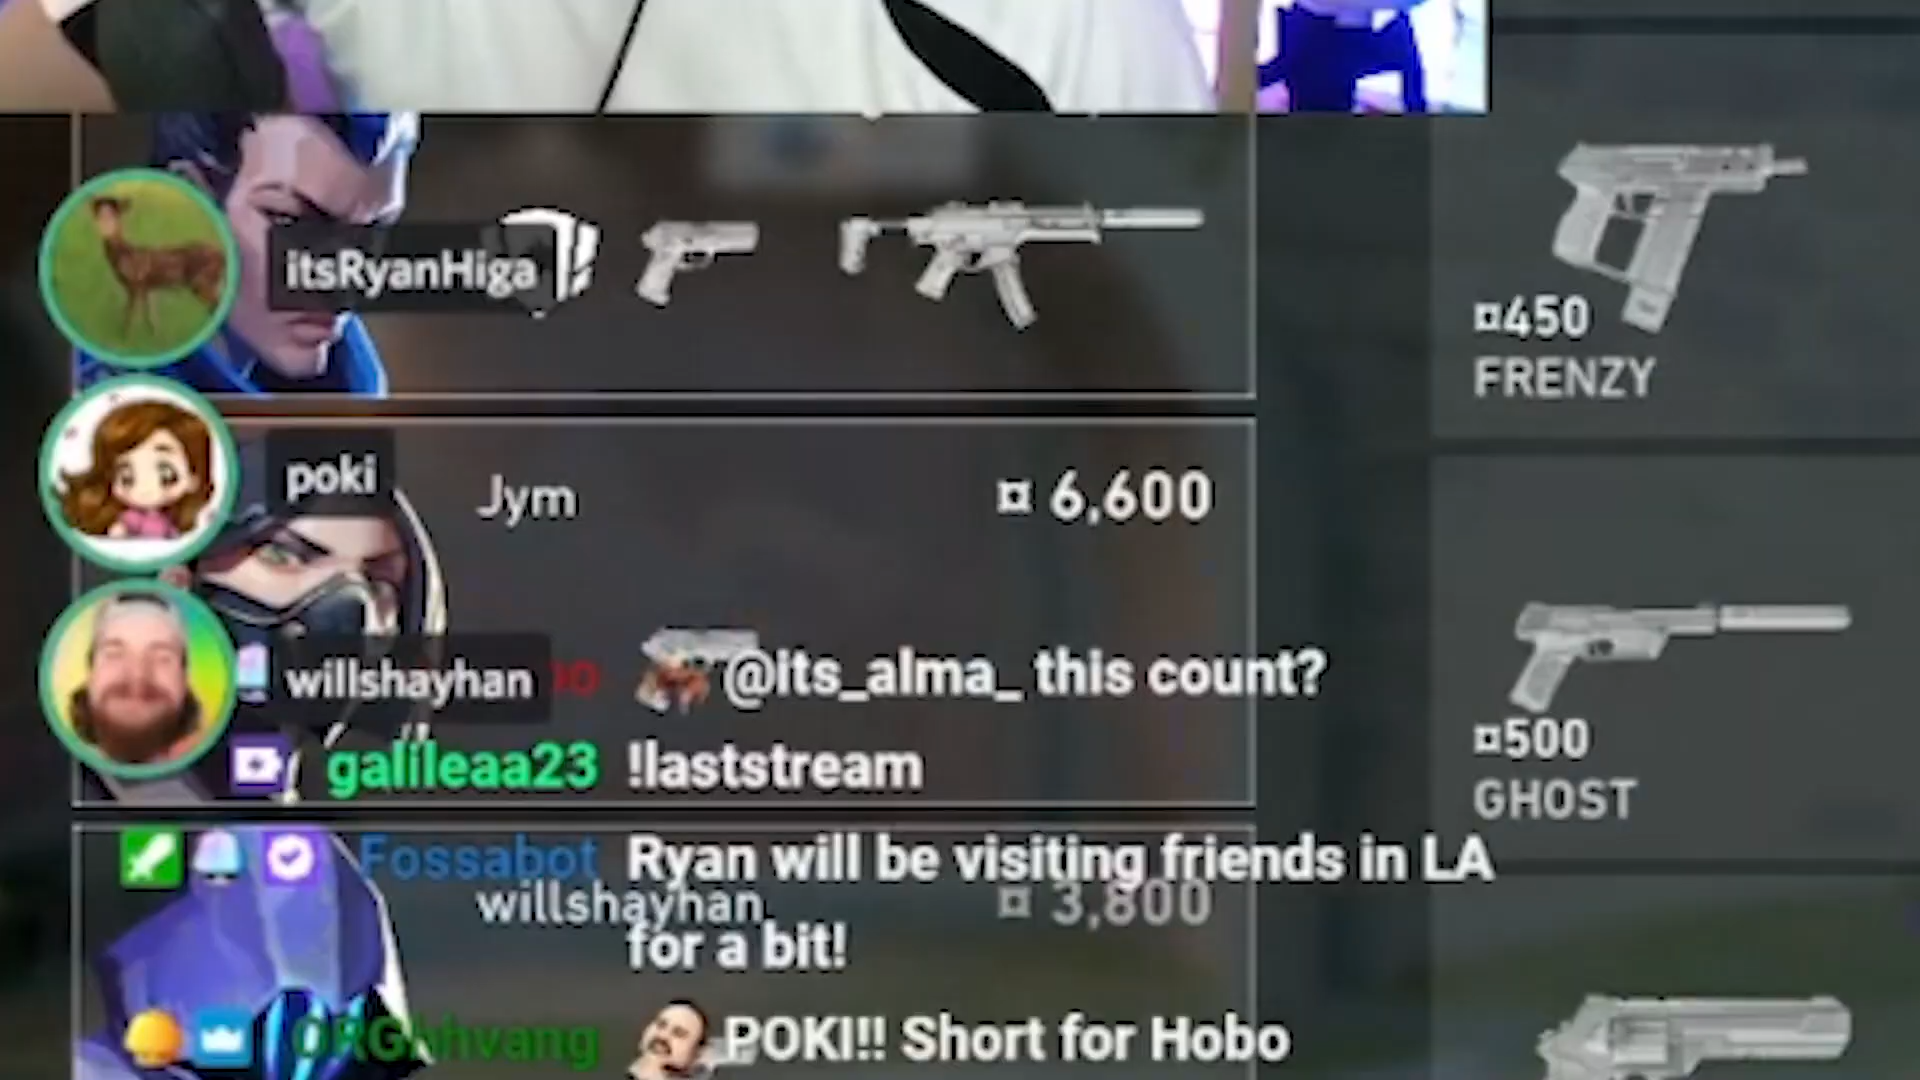 itsRyanHiga
¤450
FRENZY
poki
Jym
¤ 6,600
willshayhan
@its_alma_ this count?
galileaa23 !laststream
¤500
GHOST
Fossabot Ryan will be visiting friends in LA
willshayhan
¤ 3,800
for a bit!
POKI!! Short for Hobo